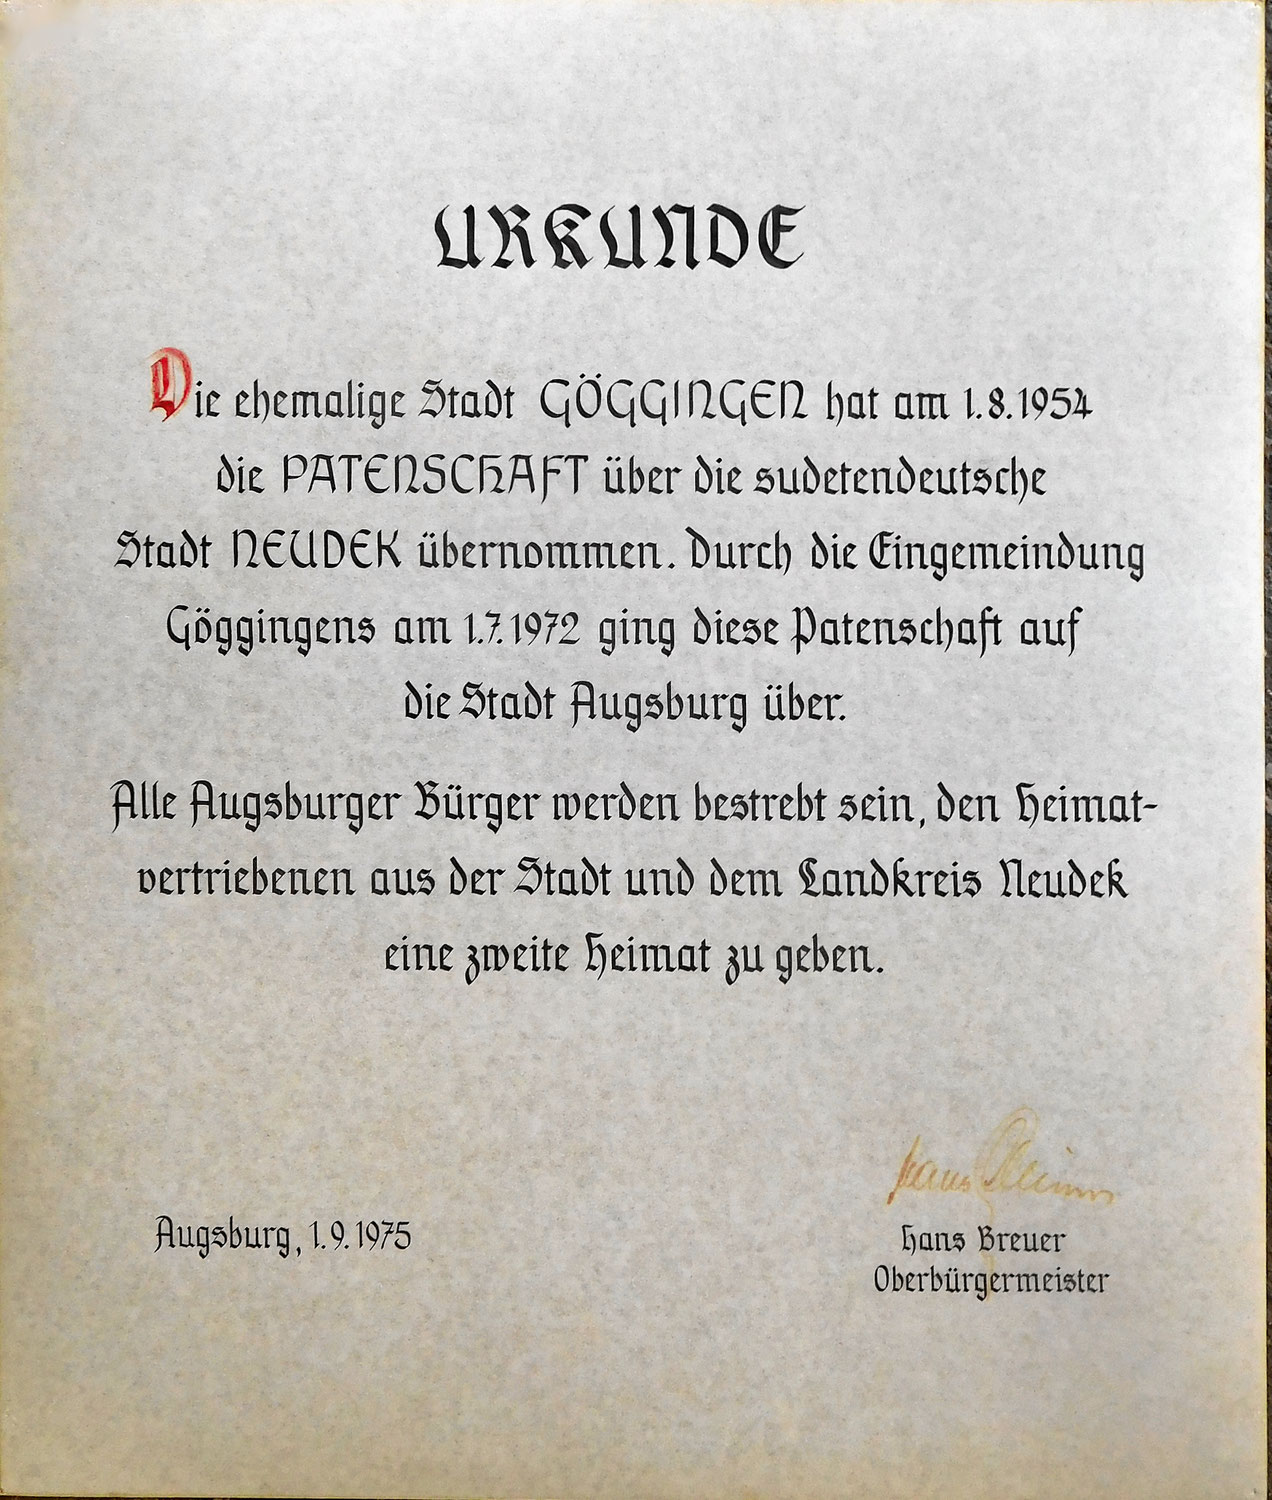 URKUNDE
Die ehemalige Stadt GÖGGINGEN hat am 1.8.1954
die PATENSCHAFT über die sudetendeutsche
Stadt NEUDEK übernommen. Durch die Eingemeindung
Göggingens am 1.7.1972 ging diese Patenschaft auf
die Stadt Augsburg über.
Alle Augsburger Bürger werden bestrebt sein, den Heimat-
vertriebenen aus der Stadt und dem Landkreis Neudek
eine zweite Heimat zu geben.
Hans Breuer
Augsburg, 1.9.1975
Hans Breuer
Oberbürgermeister